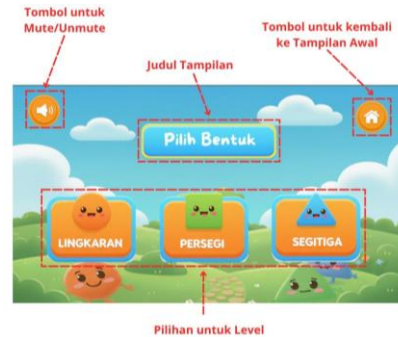 Tombol untuk
Mute/Unmute
Tombol untuk kembali
ke Tampilan Awal
Judul Tampilan
Pilih Bentuk
LINGKARAN
PERSEGI
SEGITIGA
Pilihan untuk Level